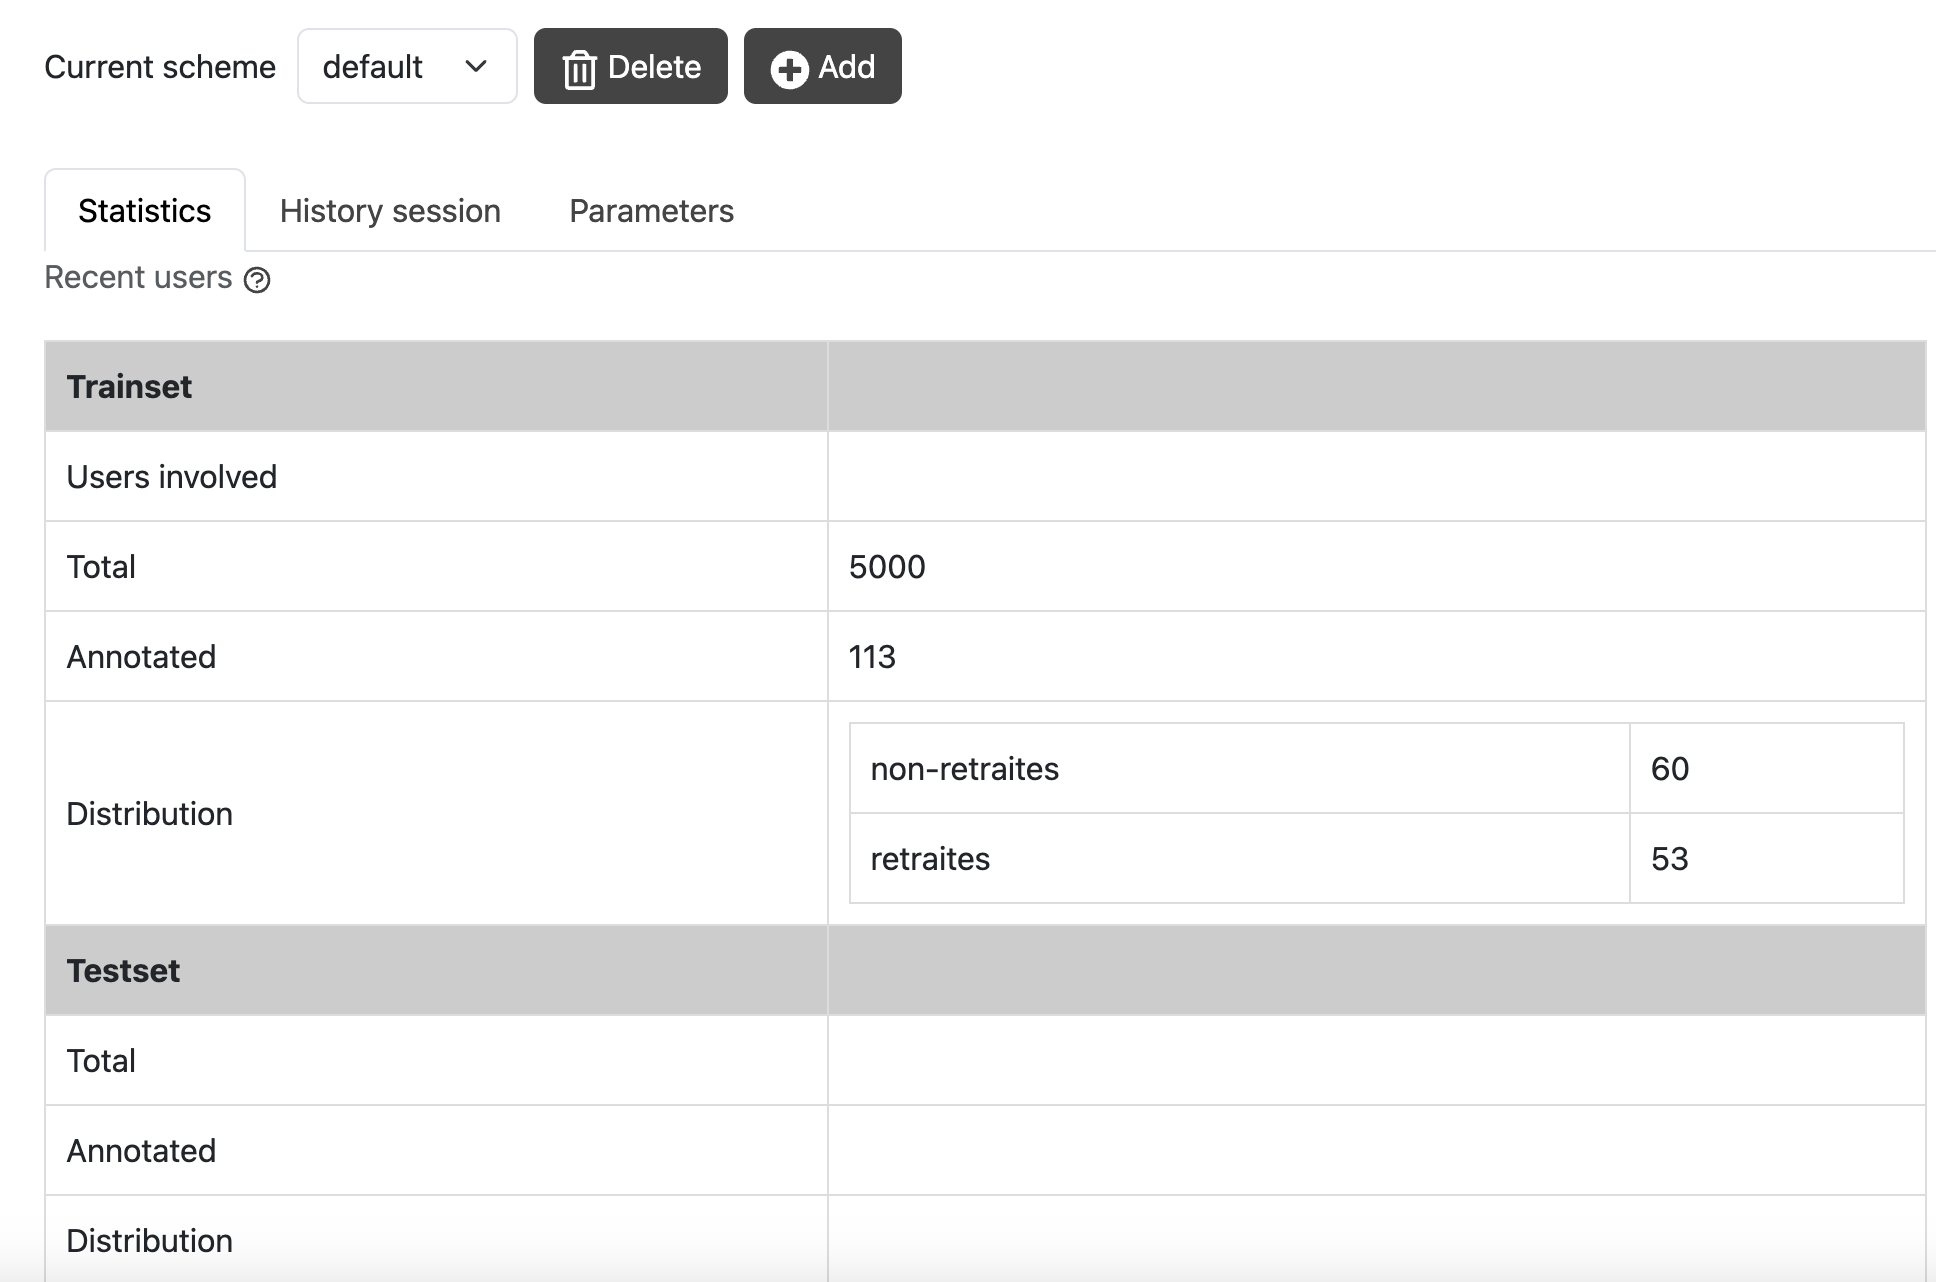 Current scheme default Delete Add
Statistics History session Parameters
Recent users
Trainset
Users involved
Total 5000
Annotated 113
Distribution
non-retraites 60
retraites 53
Testset
Total
Annotated
Distribution